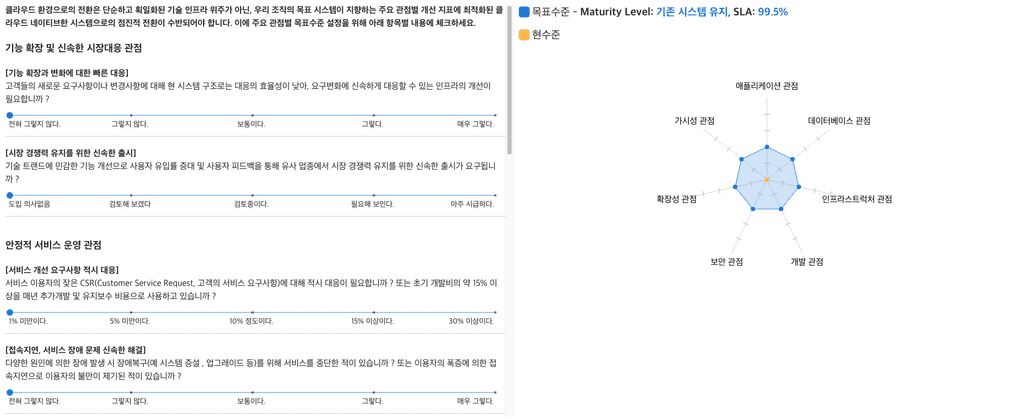 클라우드 환경으로의 전환은 단순하고 획일화된 기술 인프라 위주가 아닌, 우리 조직의 목표 시스템이 지향하는 주요 관점별 개선 지표에 최적화된 클
라우드 네이티브한 시스템으로의 점진적 전환이 수반되어야 합니다. 이에 주요 관점별 목표수준 설정을 위해 아래 항목별 내용에 체크하세요.
기능 확장 및 신속한 시장대응 관점
[기능 확장과 변화에 대한 빠른 대응]
고객들의 새로운 요구사항이나 변경사항에 대해 현 시스템 구조로는 대응의 효율성이 낮아, 요구변화에 신속하게 대응할 수 있는 인프라의 개선이
필요합니까 ?
전혀 그렇지 않다. 그렇지 않다. 보통이다. 그렇다. 매우 그렇다.
[시장 경쟁력 유지를 위한 신속한 출시]
기술 트랜드에 민감한 기능 개선으로 사용자 유입률 증대 및 사용자 피드백을 통해 유사 업종에서 시장 경쟁력 유지를 위한 신속한 출시가 요구됩니
까 ?
도입 의사없음 검토해 보겠다 검토중이다. 필요해 보인다. 아주 시급하다.
안정적 서비스 운영 관점
[서비스 개선 요구사항 적시 대응]
서비스 이용자의 잦은 CSR(Customer Service Request, 고객의 서비스 요구사항)에 대해 적시 대응이 필요합니까 ? 또는 초기 개발비의 약 15% 이
상을 매년 추가개발 및 유지보수 비용으로 사용하고 있습니까 ?
1% 미만이다. 5% 미만이다. 10% 정도이다. 15% 이상이다. 30% 이상이다.
[접속지연, 서비스 장애 문제 신속한 해결]
다양한 원인에 의한 장애 발생 시 장애복구(예 시스템 증설 , 업그레이드 등)를 위해 서비스를 중단한 적이 있습니까 ? 또는 이용자의 폭증에 의한 접
속지연으로 이용자의 불만이 제기된 적이 있습니까 ?
전혀 그렇지 않다. 그렇지 않다. 보통이다. 그렇다. 매우 그렇다.
목표수준 - Maturity Level: 기존 시스템 유지, SLA: 99.5%
현수준
애플리케이션 관점
가시성 관점 데이터베이스 관점
확장성 관점 인프라스트럭처 관점
보안 관점 개발 관점